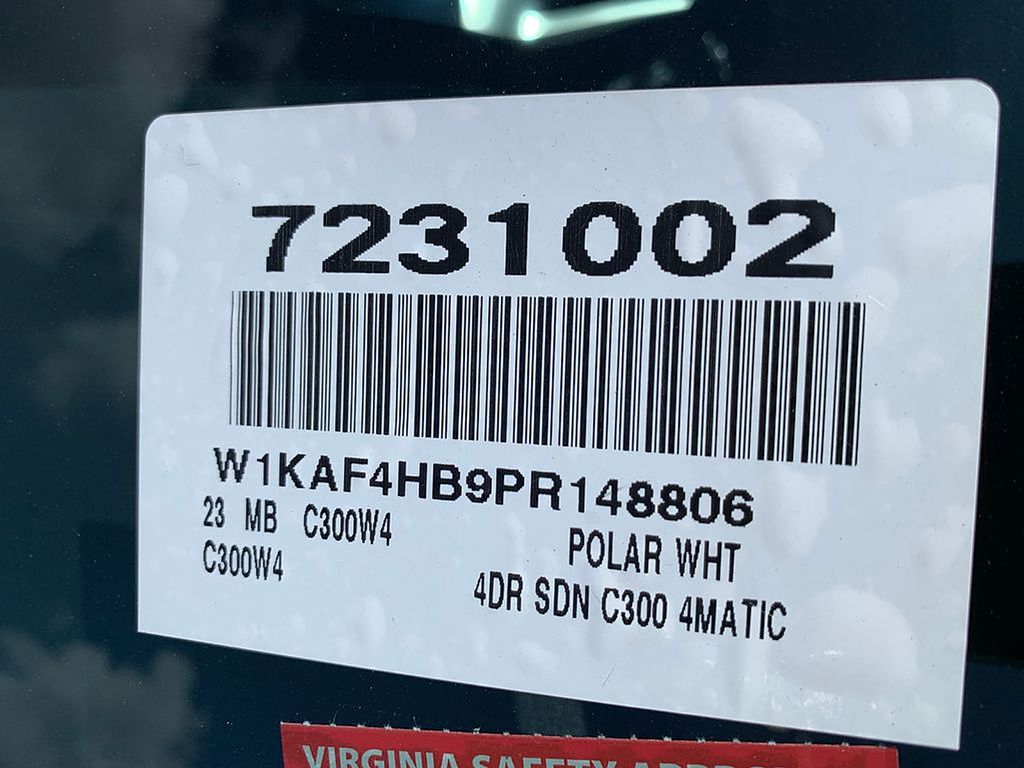 7231002
W1KAF4HB9PR148806
23 MB C300W4 POLAR WHT
C300W4 4DR SDN C300 4MATIC
VIRGINIA SAFETY